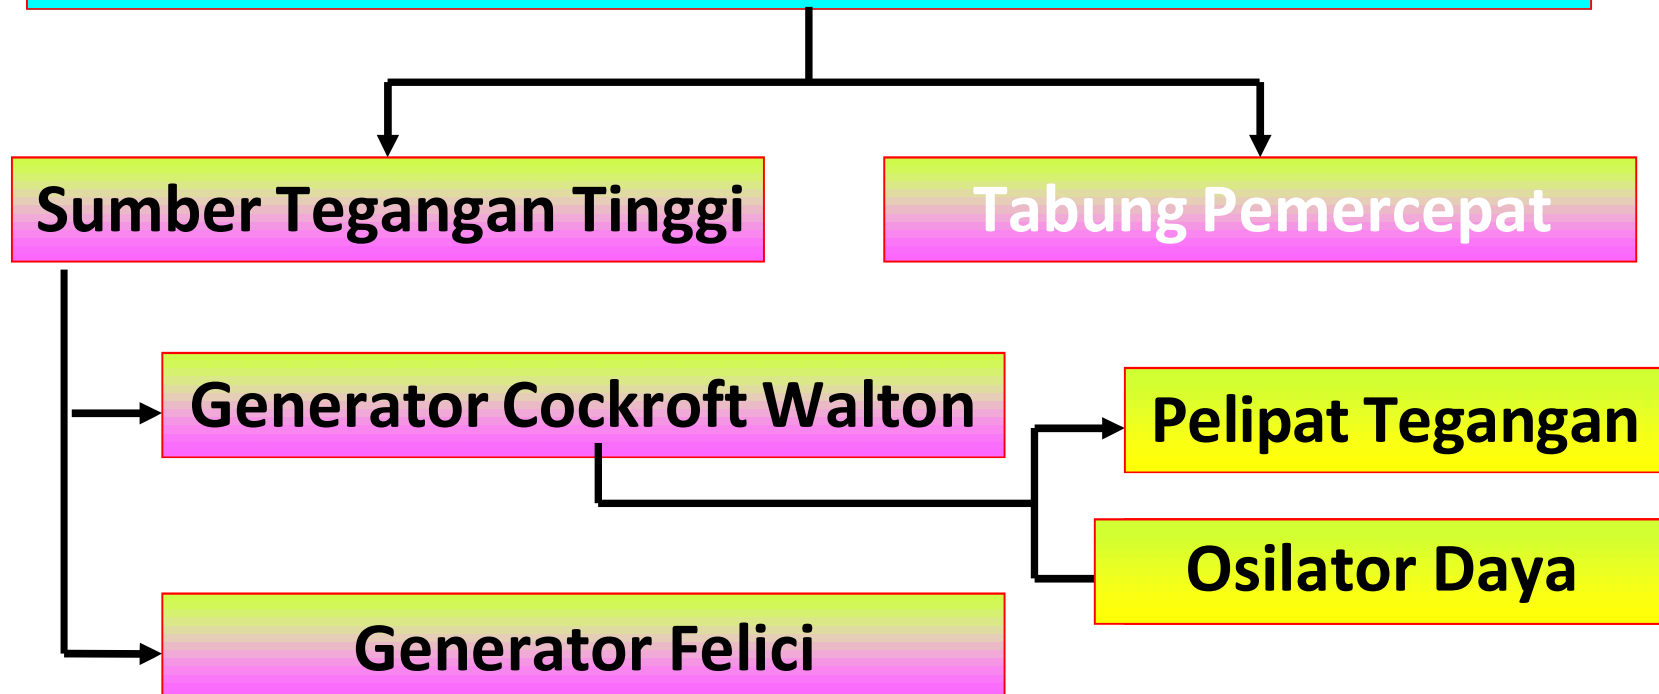 Sumber Tegangan Tinggi
Tabung Pemercepat
Generator Cockroft Walton
Pelipat Tegangan
Osilator Daya
Generator Felici